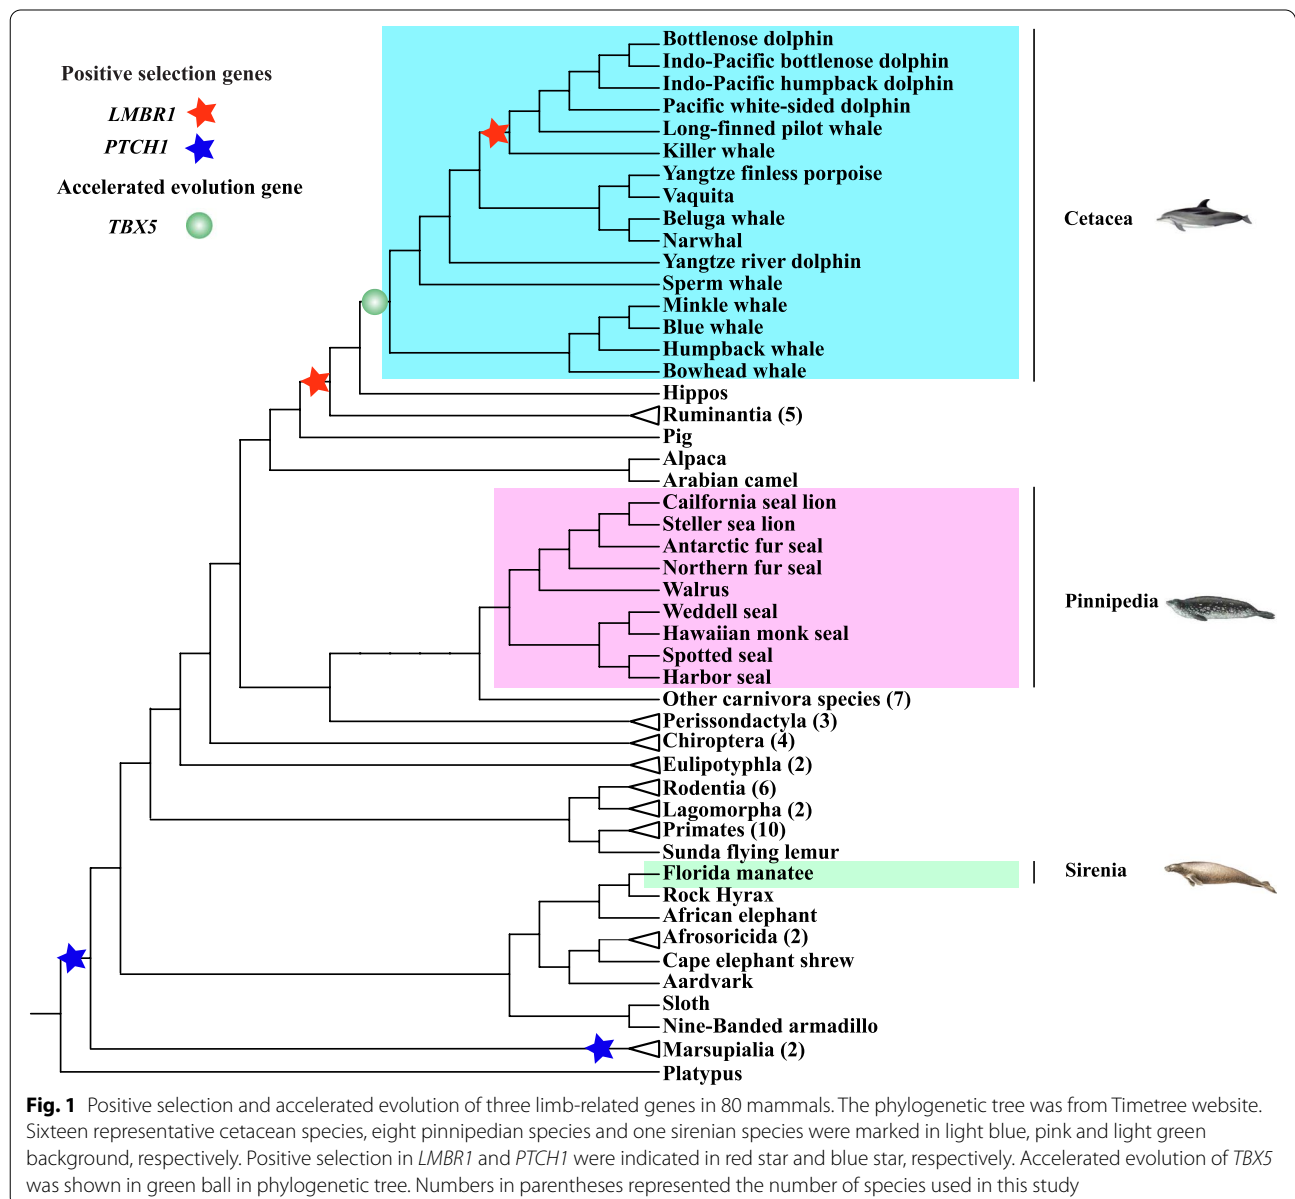 Positive selection genes
LMBR1
PTCH1
Accelerated evolution gene
TBX5
Bottlenose dolphin
Indo-Pacific bottlenose dolphin
Indo-Pacific humpback dolphin
Pacific white-sided dolphin
Long-finned pilot whale
Killer whale
Yangtze finless porpoise
Vaquita
Beluga whale
Narwhal
Yangtze river dolphin
Sperm whale
Minkle whale
Blue whale
Humpback whale
Bowhead whale
Cetacea
Hippos
Ruminantia (5)
Pig
Alpaca
Arabian camel
Cailfornia seal lion
Steller sea lion
Antarctic fur seal
Northern fur seal
Walrus
Weddell seal
Hawaiian monk seal
Spotted seal
Harbor seal
Pinnipedia
Other carnivora species (7)
Perissondactyla (3)
Chiroptera (4)
Eulipotyphla (2)
Rodentia (6)
Lagomorpha (2)
Primates (10)
Sunda flying lemur
Florida manatee
Sirenia
Rock Hyrax
African elephant
Afrosoricida (2)
Cape elephant shrew
Aardvark
Sloth
Nine-Banded armadillo
Marsupialia (2)
Platypus
Fig. 1 Positive selection and accelerated evolution of three limb-related genes in 80 mammals. The phylogenetic tree was from Timetree website.
Sixteen representative cetacean species, eight pinnipedian species and one sirenian species were marked in light blue, pink and light green
background, respectively. Positive selection in LMBR1 and PTCH1 were indicated in red star and blue star, respectively. Accelerated evolution of TBX5
was shown in green ball in phylogenetic tree. Numbers in parentheses represented the number of species used in this study